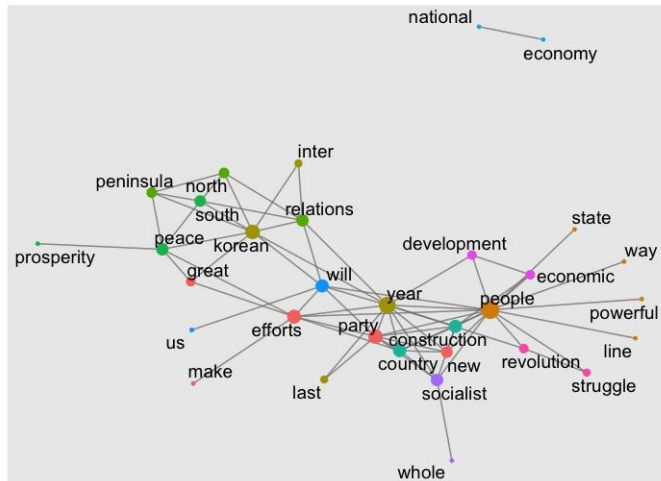 national
economy
inter
peninsula
north
south
relations
korean
peace
prosperity
great
will
development
state
way
economic
year
people
powerful
us
efforts
party
construction
line
make
country
new
revolution
last
socialist
struggle
whole